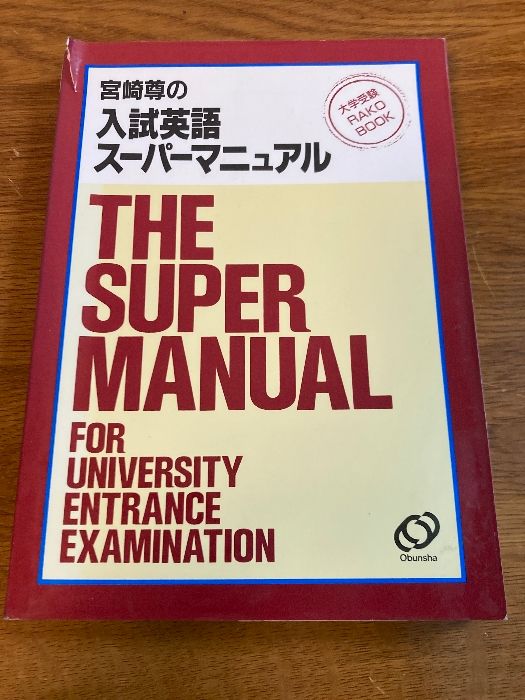 宮崎尊の
入試英語
スーパーマニュアル
大学受験
RAKO
BOOK
THE
SUPER
MANUAL
FOR
UNIVERSITY
ENTRANCE
EXAMINATION
Obunsha